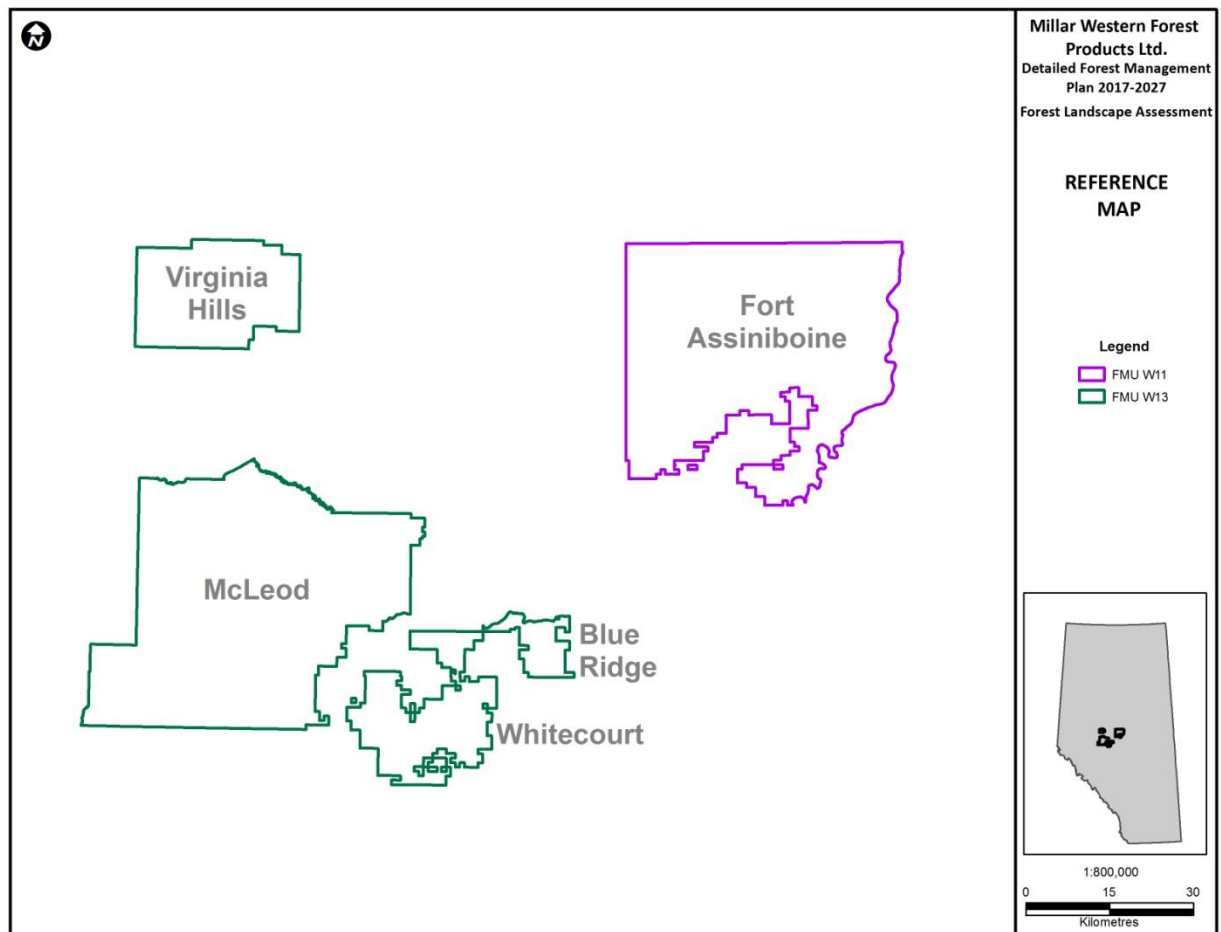 N
Millar Western Forest
Products Ltd.
Detailed Forest Management
Plan 2017-2027
Forest Landscape Assessment
REFERENCE
MAP
Virginia
Hills
Fort
Assiniboine
McLeod
Blue
Ridge
Whitecourt
Legend
FMU W11
FMU W13
1:800,000
0 15 30
Kilometres